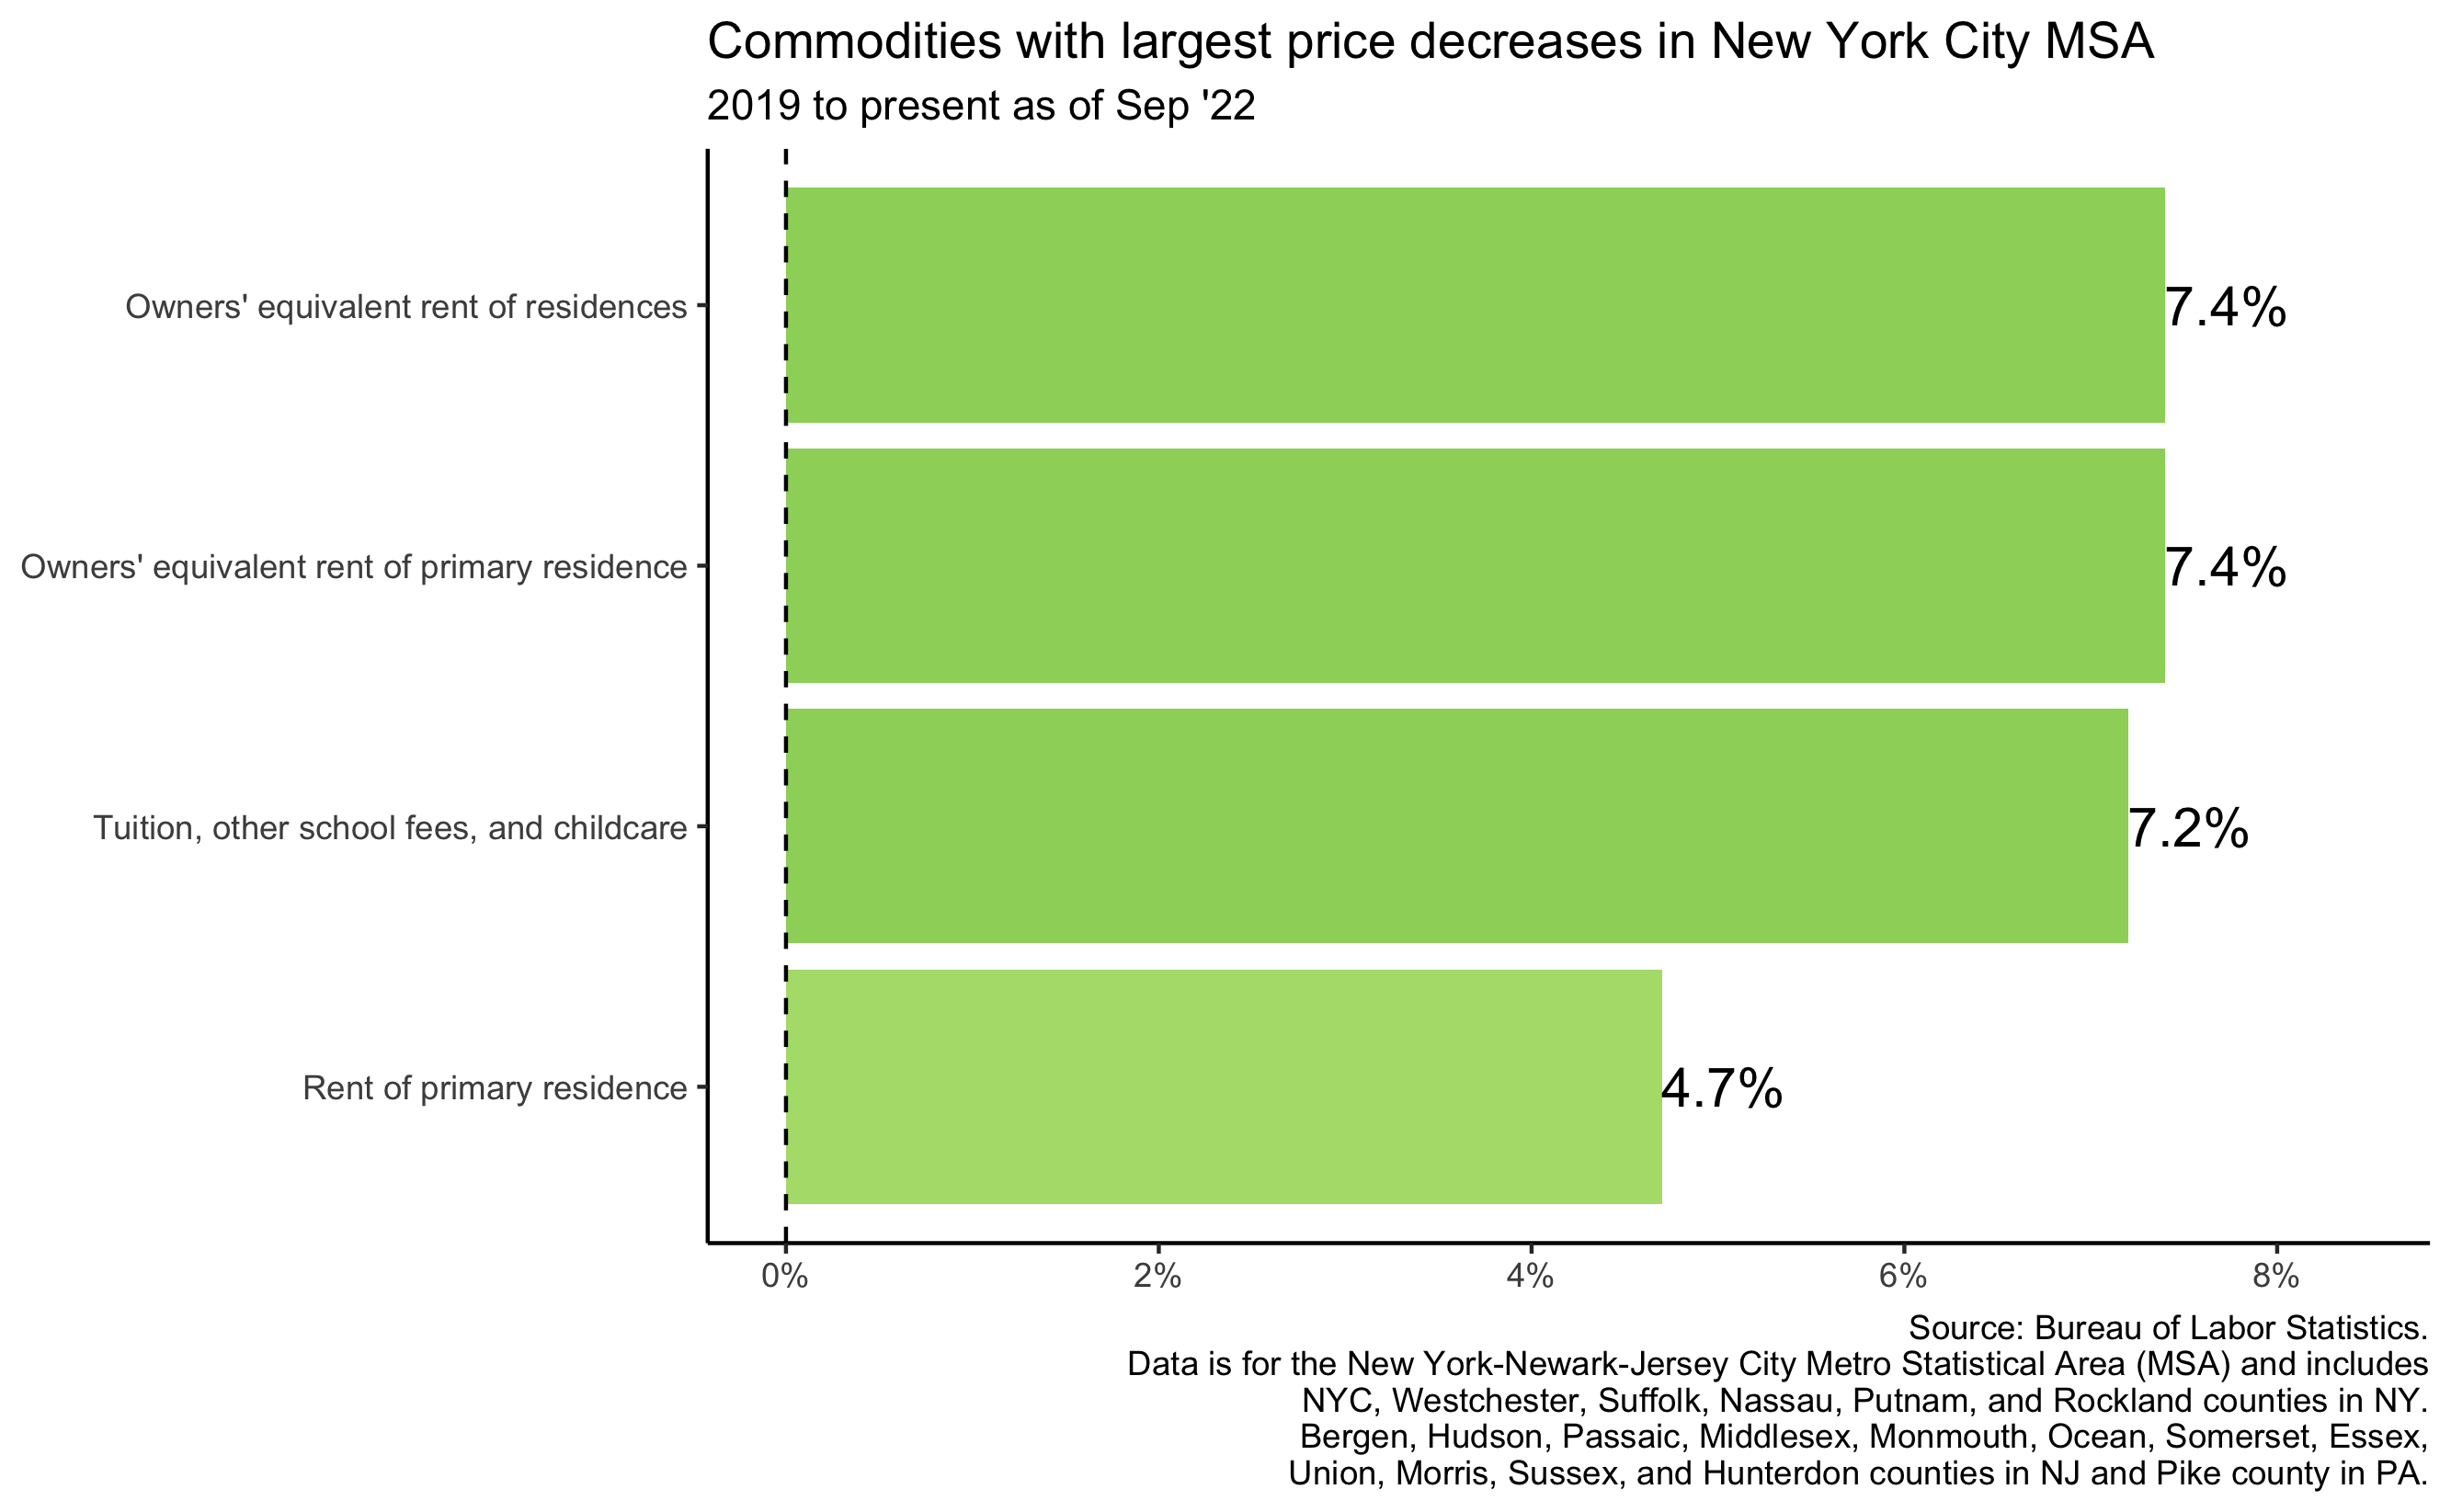 Commodities with largest price decreases in New York City MSA
2019 to present as of Sep '22
Owners' equivalent rent of residences
7.4%
Owners' equivalent rent of primary residence
7.4%
Tuition, other school fees, and childcare
7.2%
Rent of primary residence
4.7%
0% 2% 4% 6% 8%
Source: Bureau of Labor Statistics.
Data is for the New York-Newark-Jersey City Metro Statistical Area (MSA) and includes
NYC, Westchester, Suffolk, Nassau, Putnam, and Rockland counties in NY.
Bergen, Hudson, Passaic, Middlesex, Monmouth, Ocean, Somerset, Essex,
Union, Morris, Sussex, and Hunterdon counties in NJ and Pike county in PA.